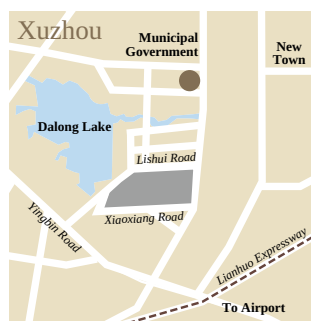 Xuzhou
Municipal
Government
New
Town
Dalong Lake
Lishui Road
Xiaoxiang Road
Yingbin Road
Lianhuo Expressway
To Airport